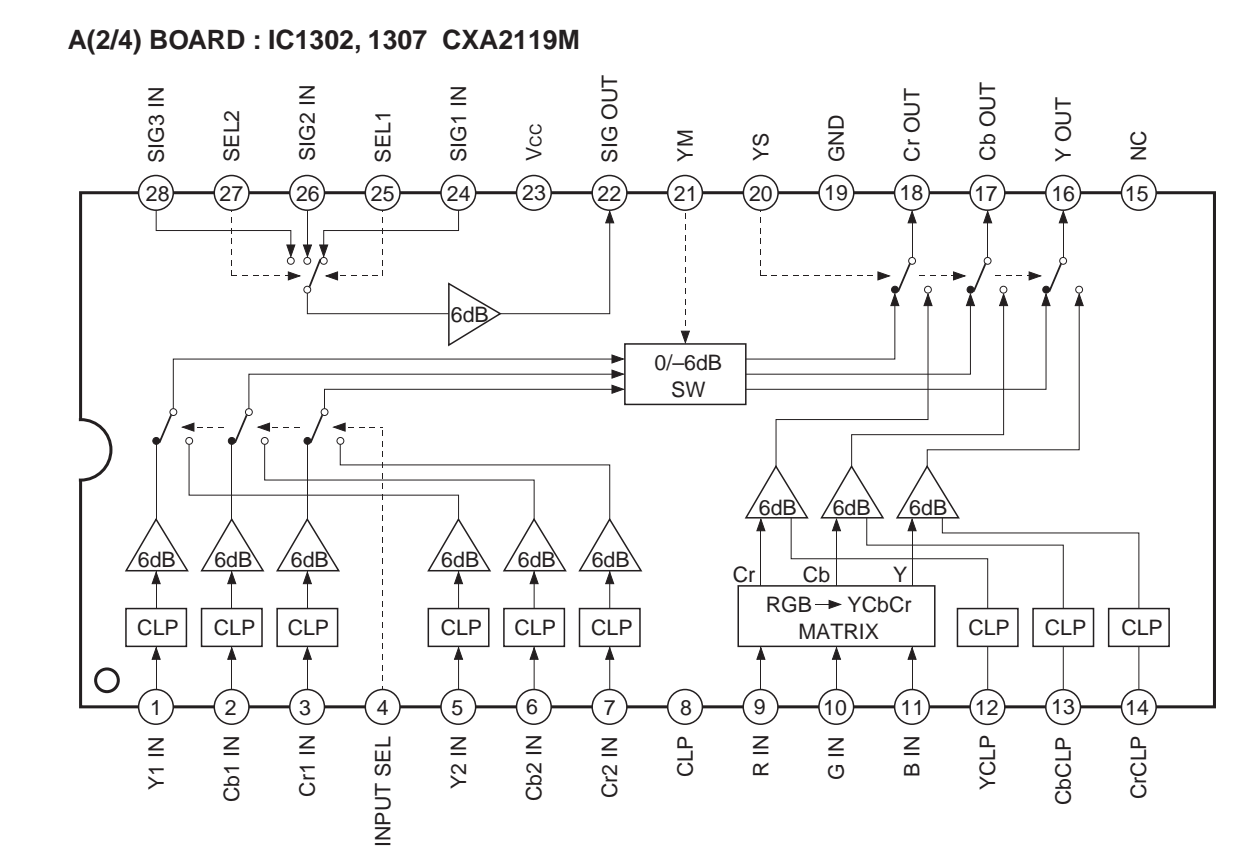 A(2/4) BOARD : IC1302, 1307 CXA2119M
SIG3 IN
SEL2
SIG2 IN
SEL1
SIG1 IN
Vcc
SIG OUT
YM
YS
GND
Cr OUT
Cb OUT
Y OUT
NC
28 27 26 25 24 23 22 21 20 19 18 17 16 15
6dB
0/–6dB
SW
6dB 6dB 6dB
6dB 6dB 6dB 6dB 6dB 6dB
Cr Cb Y
RGB → YCbCr
MATRIX
CLP CLP CLP CLP CLP CLP CLP CLP CLP
1 2 3 4 5 6 7 8 9 10 11 12 13 14
Y1 IN
Cb1 IN
Cr1 IN
INPUT SEL
Y2 IN
Cb2 IN
Cr2 IN
CLP
R IN
G IN
B IN
YCLP
CbCLP
CrCLP